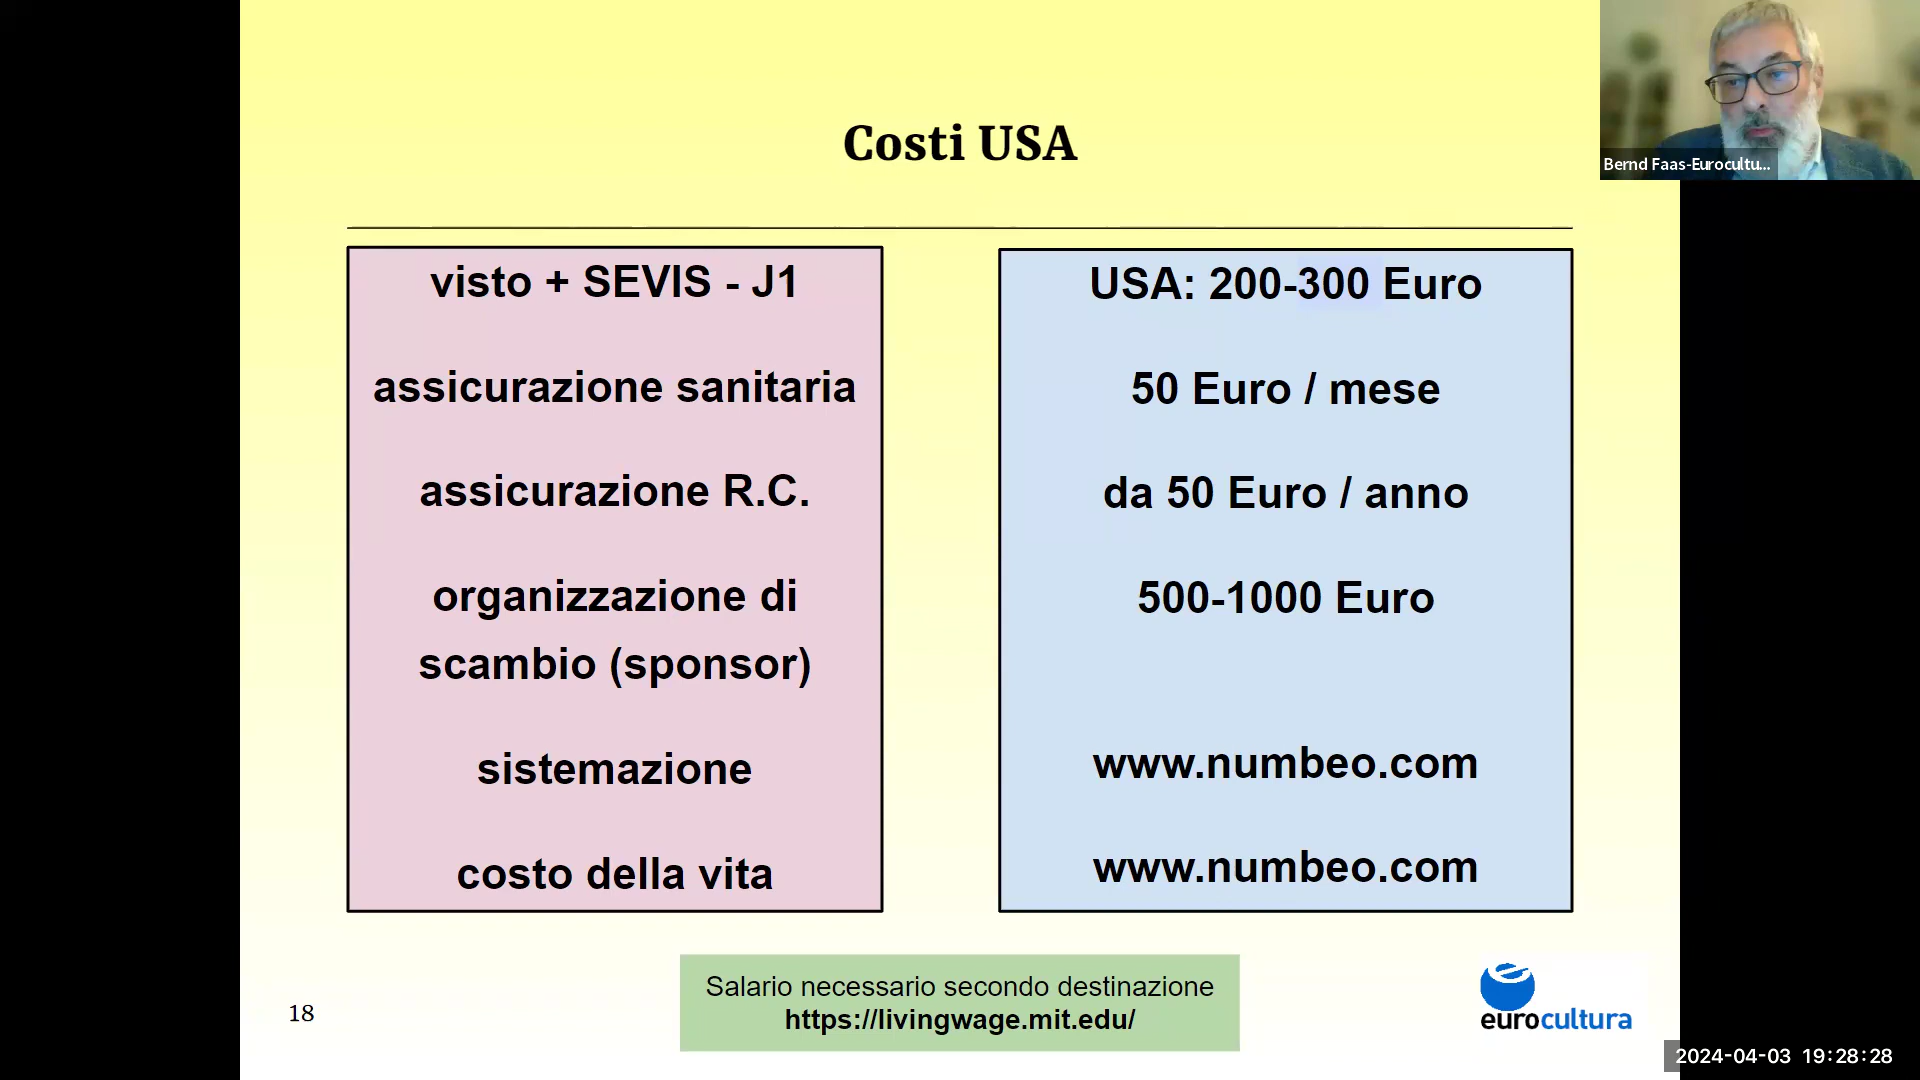 Costi USA
Bernd Faas-Eurocultu...
visto + SEVIS - J1
assicurazione sanitaria
assicurazione R.C.
organizzazione di
scambio (sponsor)
sistemazione
costo della vita
USA: 200-300 Euro
50 Euro / mese
da 50 Euro / anno
500-1000 Euro
www.numbeo.com
www.numbeo.com
Salario necessario secondo destinazione
https://livingwage.mit.edu/
18
eurocultura
2024-04-03 19:28:28